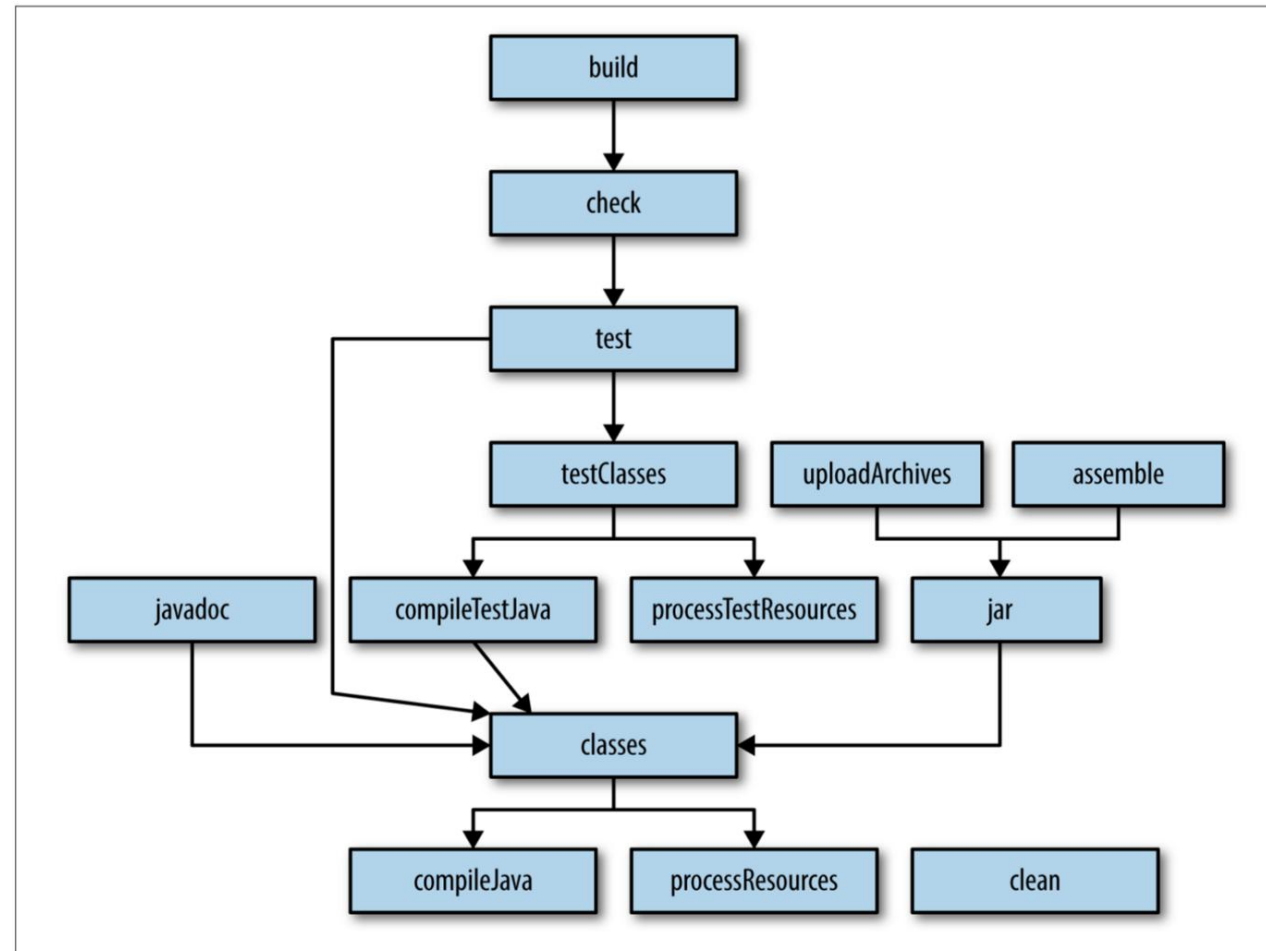 build
check
test
testClasses
uploadArchives
assemble
javadoc
compileTestJava
processTestResources
jar
classes
compileJava
processResources
clean